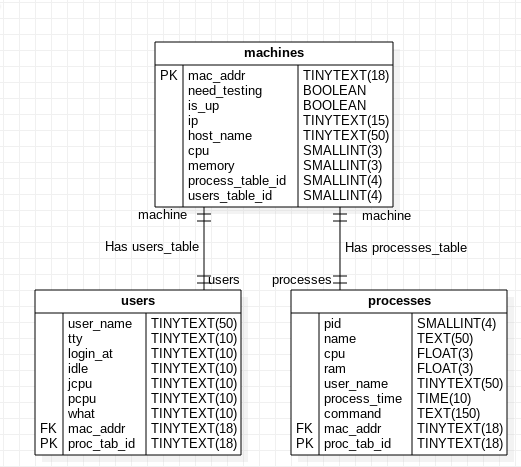 machines
PK mac_addr TINYTEXT(18)
need_testing BOOLEAN
is_up BOOLEAN
ip TINYTEXT(15)
host_name TINYTEXT(50)
cpu SMALLINT(3)
memory SMALLINT(3)
process_table_id SMALLINT(4)
users_table_id SMALLINT(4)
machine machine
Has users_table Has processes_table
users processes
users
user_name TINYTEXT(50)
tty TINYTEXT(10)
login_at TINYTEXT(10)
idle TINYTEXT(10)
jcpu TINYTEXT(10)
pcpu TINYTEXT(10)
what TINYTEXT(10)
FK mac_addr TINYTEXT(18)
PK proc_tab_id TINYTEXT(18)
processes
pid SMALLINT(4)
name TEXT(50)
cpu FLOAT(3)
ram FLOAT(3)
user_name TINYTEXT(50)
process_time TIME(10)
command TEXT(150)
FK mac_addr TINYTEXT(18)
PK proc_tab_id TINYTEXT(18)